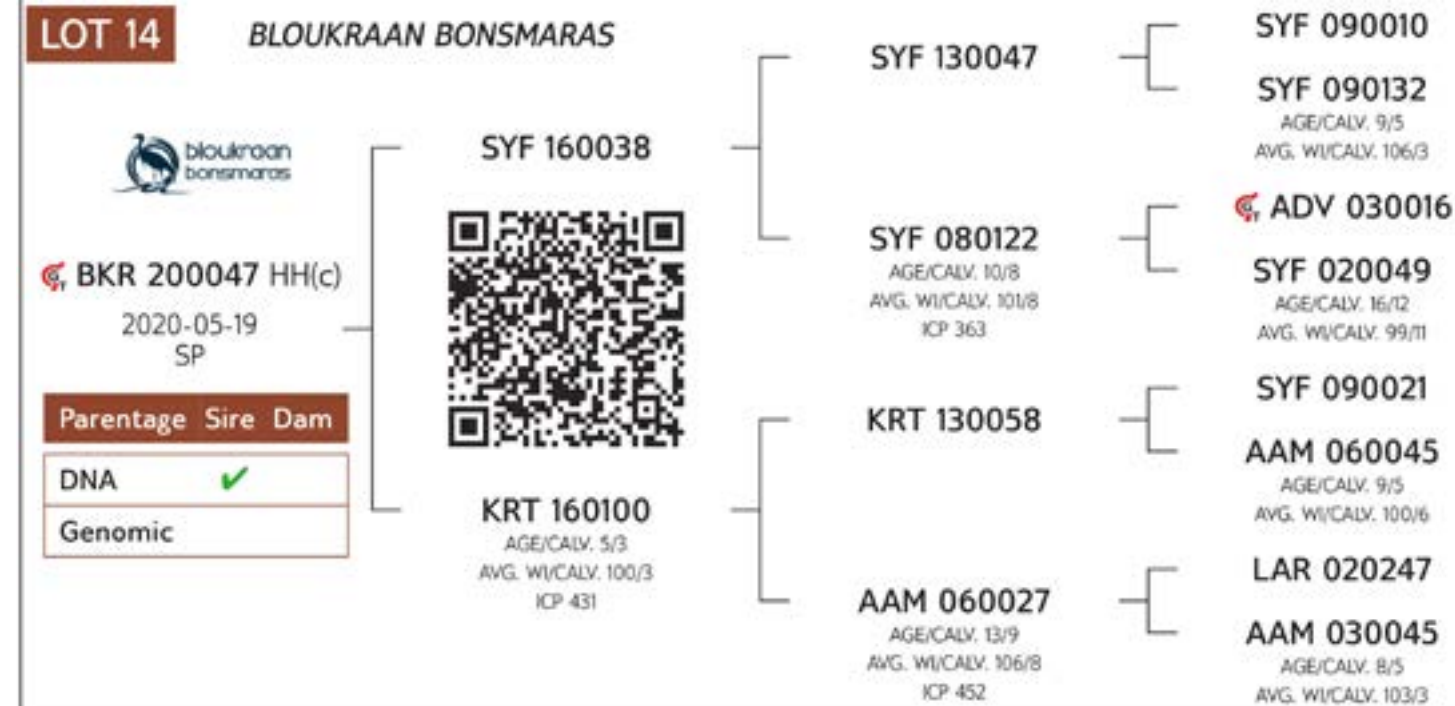 LOT 14
BLOUKRAAN BONSMARAS
bloukraan
bonsmaras
BKR 200047 HH(c)
2020-05-19
SP
Parentage Sire Dam
DNA ✔
Genomic
SYF 160038
KRT 160100
AGE/CALV. 5/3
AVG. WI/CALV. 100/3
ICP 431
SYF 130047
SYF 080122
AGE/CALV. 10/8
AVG. WI/CALV. 101/8
ICP 363
KRT 130058
AAM 060027
AGE/CALV. 13/9
AVG. WI/CALV. 106/8
ICP 452
SYF 090010
SYF 090132
AGE/CALV. 9/5
AVG. WI/CALV. 106/3
ADV 030016
SYF 020049
AGE/CALV. 16/12
AVG. WI/CALV. 99/11
SYF 090021
AAM 060045
AGE/CALV. 9/5
AVG. WI/CALV. 100/6
LAR 020247
AAM 030045
AGE/CALV. 8/5
AVG. WI/CALV. 103/3